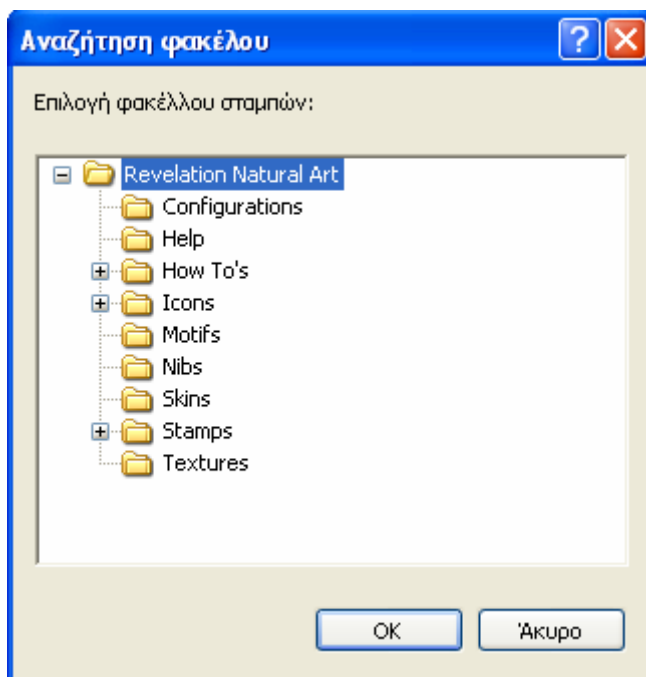 Αναζήτηση φακέλου
Επιλογή φακέλλου σταμπών:
Revelation Natural Art
Configurations
Help
How To's
Icons
Motifs
Nibs
Skins
Stamps
Textures
OK Άκυρο